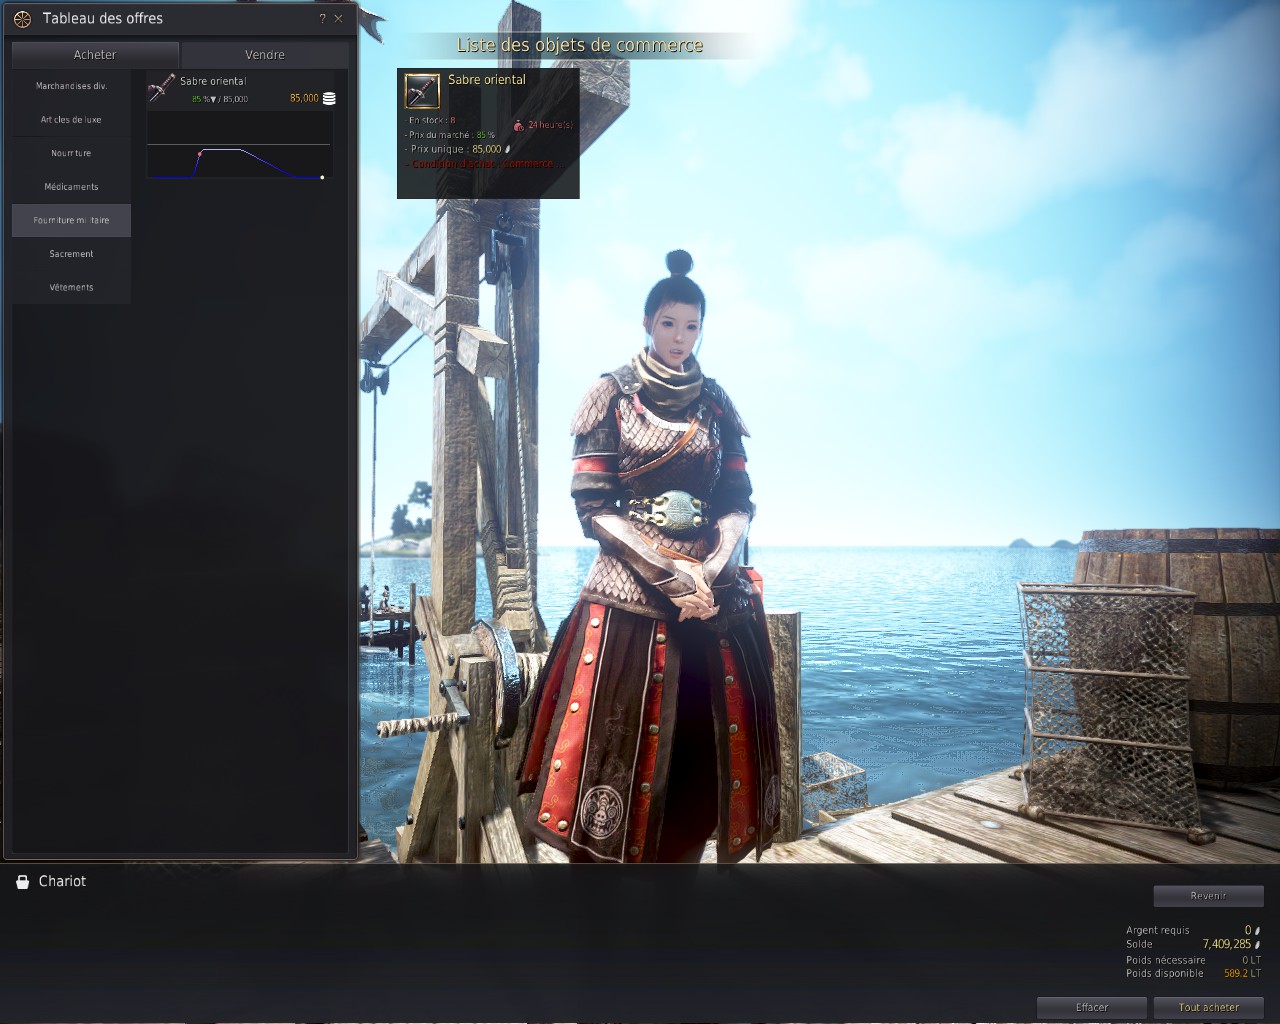 Tableau des offres
?
Acheter
Vendre
Marchandises div.
Articles de luxe
Nourriture
Médicaments
Fourniture militaire
Sacrement
Vêtements
Sabre oriental
85 %▼/ 85,000
85,000
Liste des objets de commerce
Sabre oriental
- En stock : 8
24 heure(s)
- Prix du marché : 85 %
- Prix unique : 85,000
- Condition d'achat : Commerce...
Chariot
Revenir
Argent requis 0
Solde 7,409,285
Poids nécessaire 0 LT
Poids disponible 589.2 LT
Effacer
Tout acheter